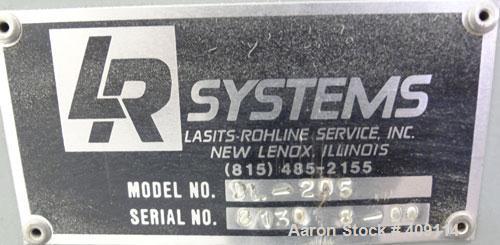 LR SYSTEMS
LASITS-ROHLINE SERVICE, INC.
NEW LENOX, ILLINOIS
(815) 485-2155
MODEL NO.
SERIAL NO.
Aaron Stock # 409114